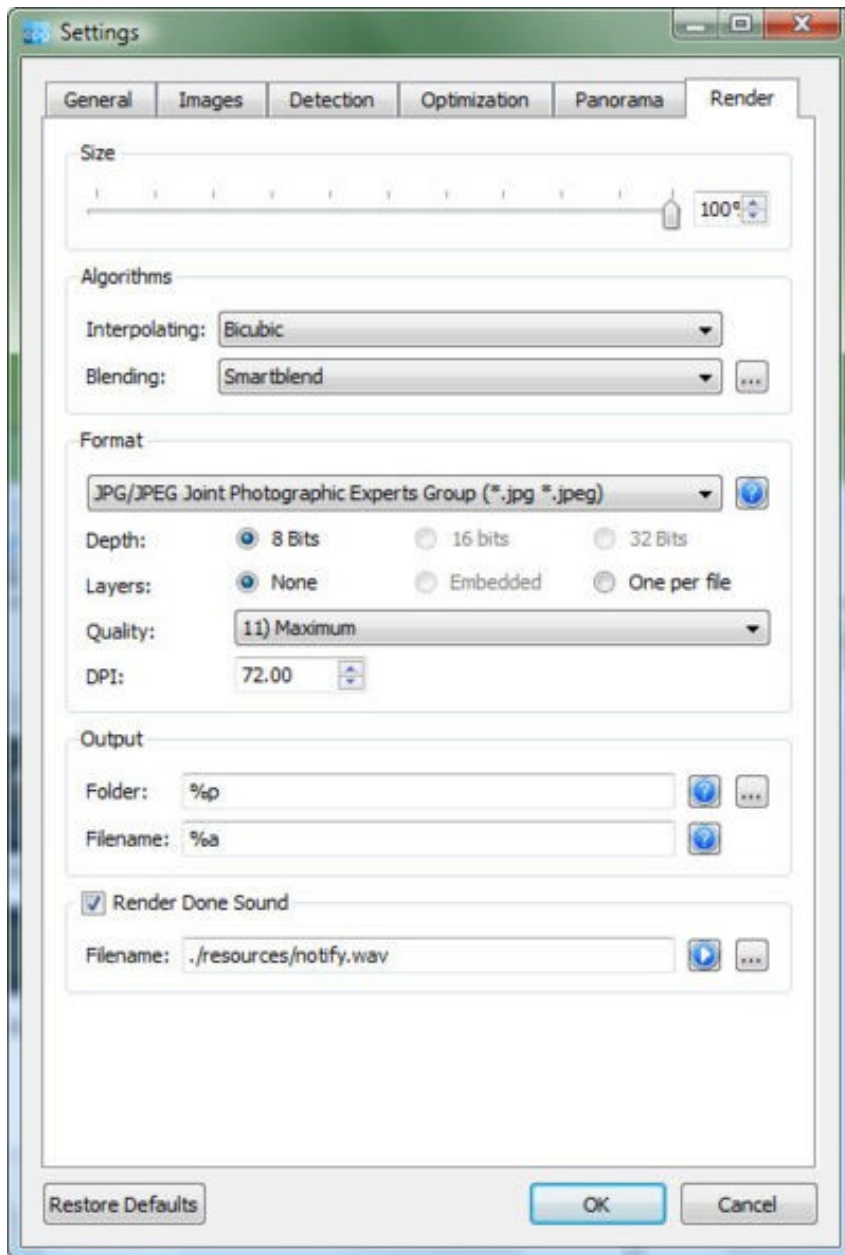 Settings
General Images Detection Optimization Panorama Render
Size
100%
Algorithms
Interpolating: Bicubic
Blending: Smartblend ...
Format
JPG/JPEG Joint Photographic Experts Group (*.jpg *.jpeg) ?
Depth: 8 Bits 16 bits 32 Bits
Layers: None Embedded One per file
Quality: 11) Maximum
DPI: 72.00
Output
Folder: %p ? ...
Filename: %a ?
Render Done Sound
Filename: ./resources/notify.wav ...
Restore Defaults OK Cancel